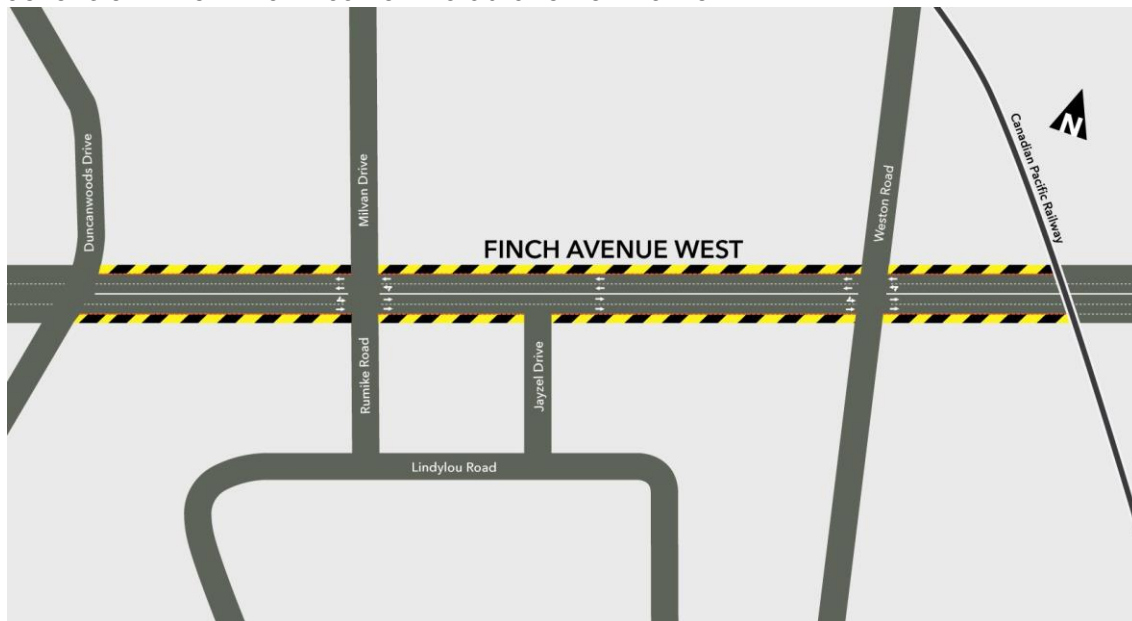 Duncanwoods Drive
Milvan Drive
Weston Road
Canadian Pacific Railway
N
FINCH AVENUE WEST
Rumike Road
Jayzel Drive
Lindylou Road